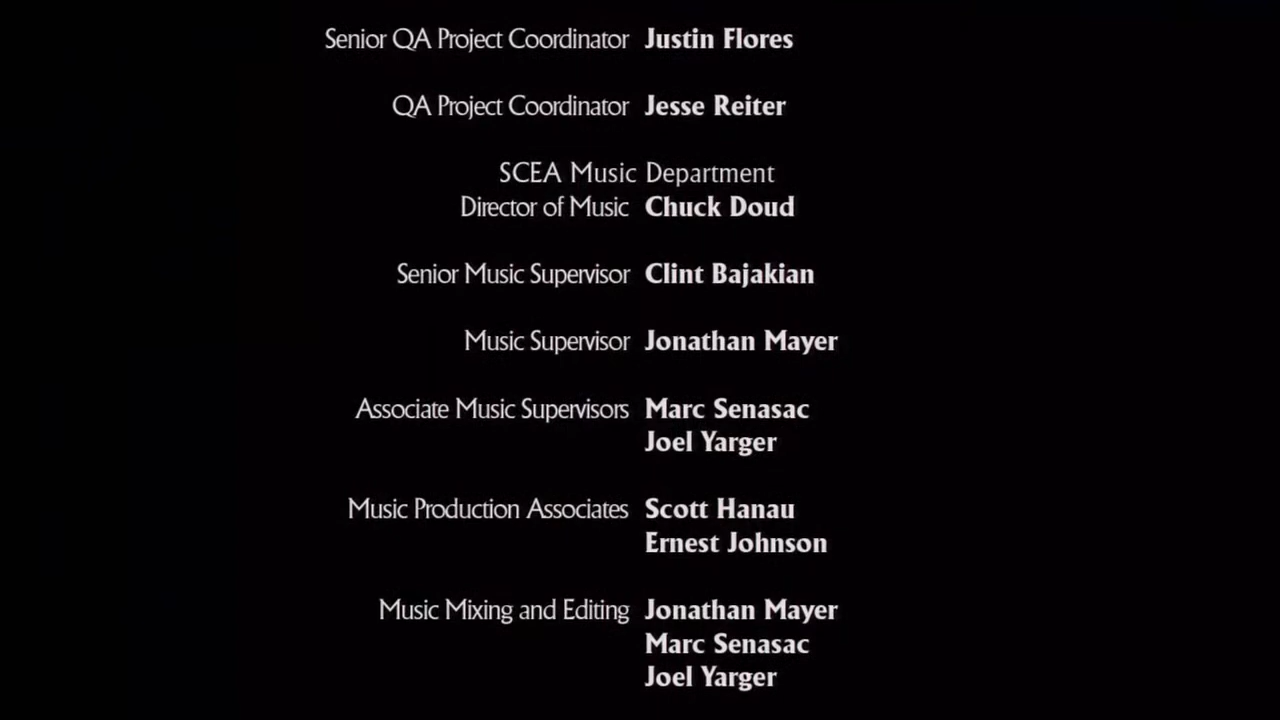 Senior QA Project Coordinator Justin Flores
QA Project Coordinator Jesse Reiter
SCEA Music Department
Director of Music Chuck Doud
Senior Music Supervisor Clint Bajakian
Music Supervisor Jonathan Mayer
Associate Music Supervisors Marc Senasac
Joel Yarger
Music Production Associates Scott Hanau
Ernest Johnson
Music Mixing and Editing Jonathan Mayer
Marc Senasac
Joel Yarger